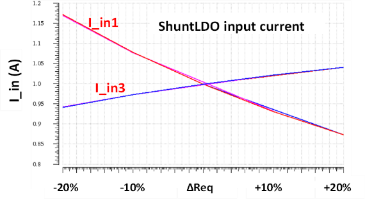 1.2
I_in1
ShuntLDO input current
1.15
1.1
1.05
I_in (A)
1.0
I_in3
0.95
0.9
0.85
0.8
-20% -10% ΔReq +10% +20%